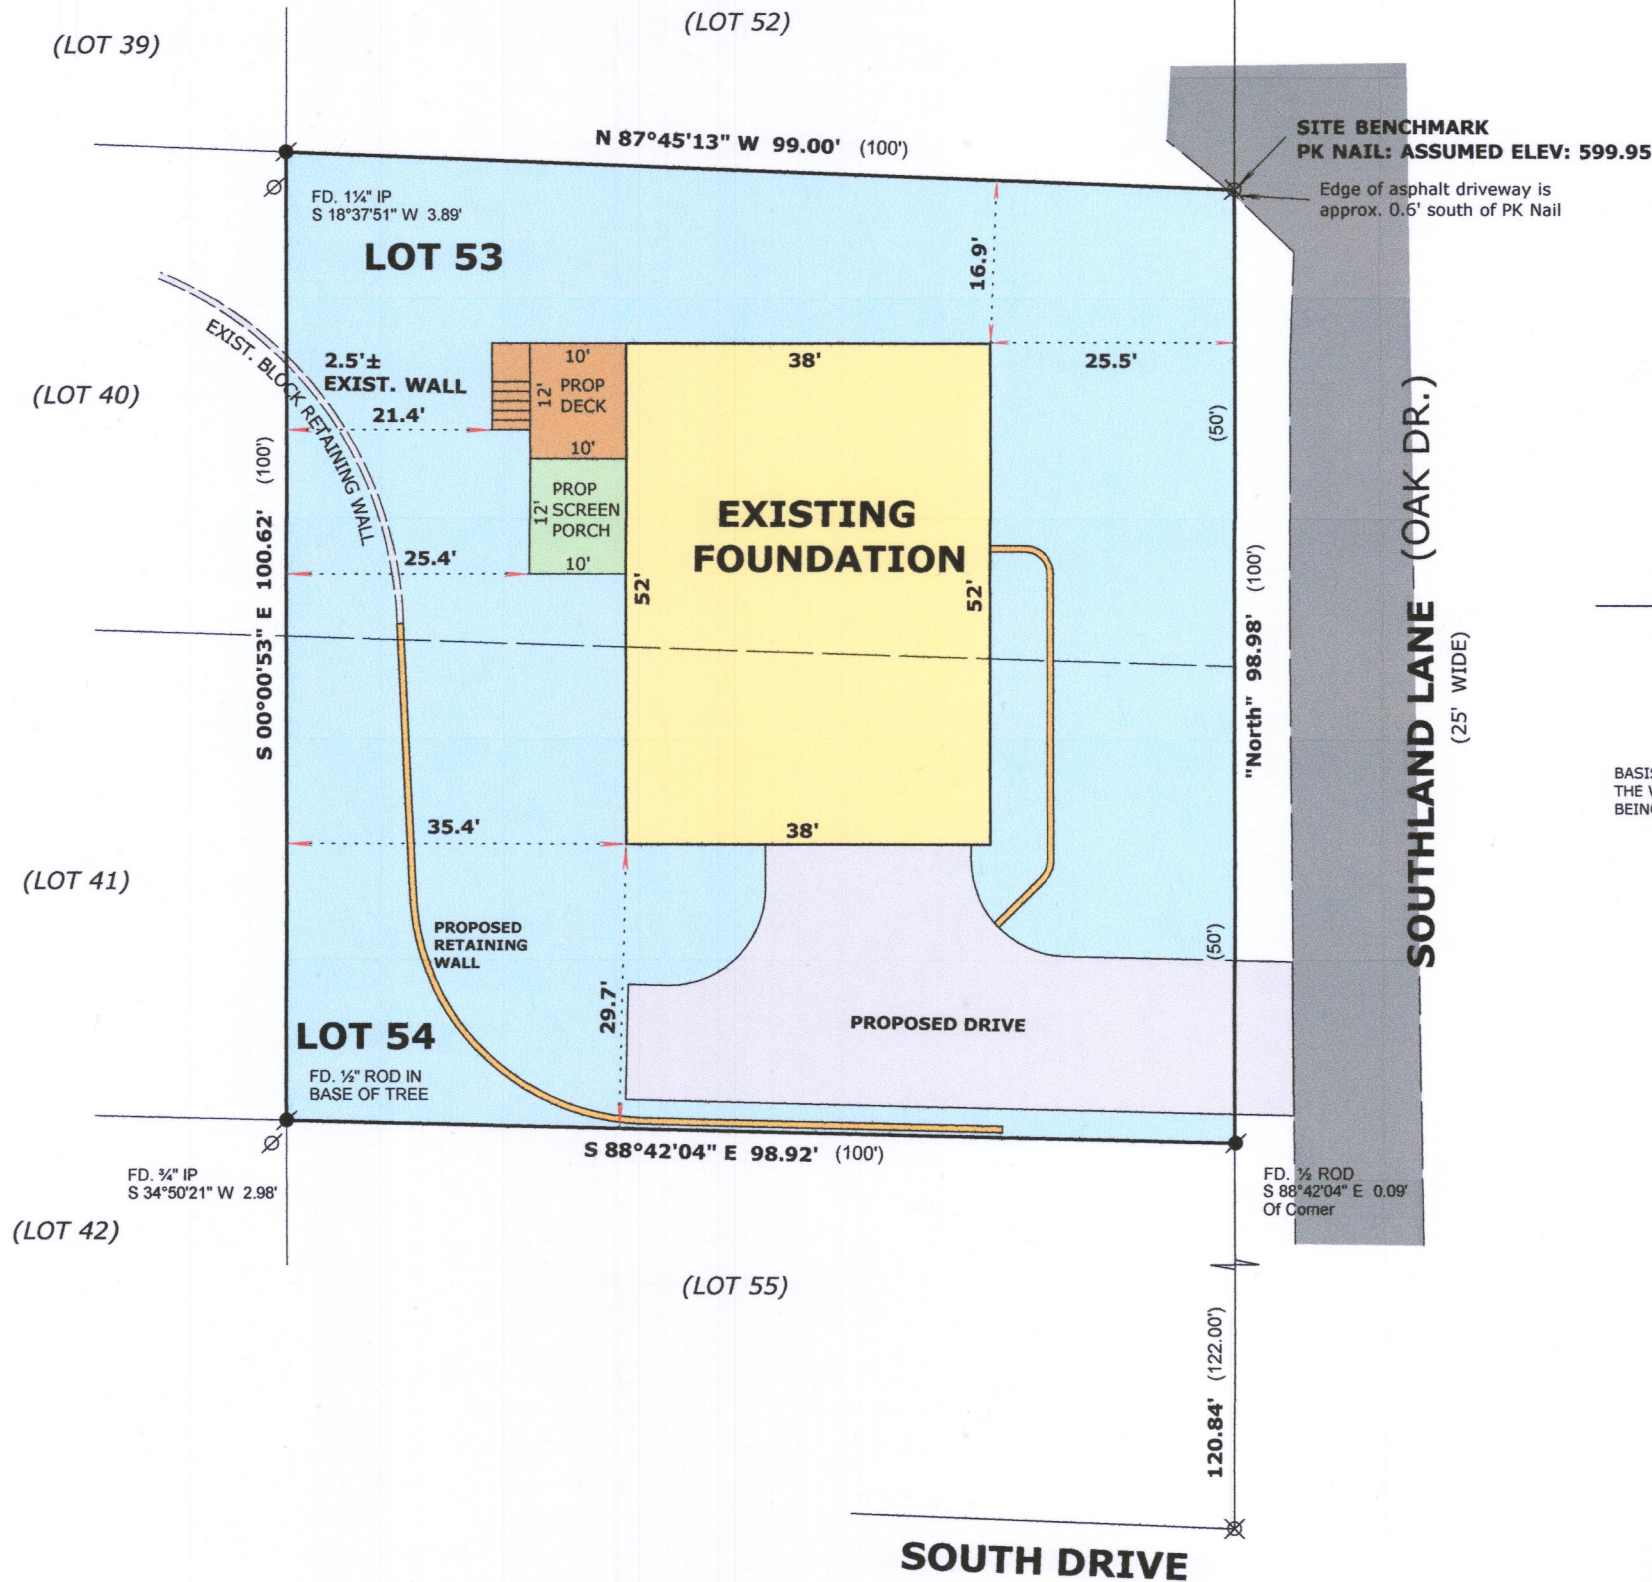 (LOT 52)
(LOT 39)
N 87°45'13" W 99.00' (100')
SITE BENCHMARK
PK NAIL: ASSUMED ELEV: 599.95
Edge of asphalt driveway is
approx. 0.6' south of PK Nail
FD. 1¼" IP
S 18°37'51" W 3.89'
LOT 53
16.9'
EXIST. BLOCK RETAINING WALL
2.5'±
EXIST. WALL
21.4'
10'
12'
PROP
DECK
10'
38'
25.5'
(LOT 40)
(50')
SOUTHLAND LANE (OAK DR.)
(25' WIDE)
S 00°00'53" E 100.62' (100')
PROP
SCREEN
PORCH
12'
10'
25.4'
EXISTING
FOUNDATION
52'
52'
"North" 98.98' (100')
BASIS
THE W
BEING
35.4'
38'
(LOT 41)
PROPOSED
RETAINING
WALL
(50')
29.7'
PROPOSED DRIVE
LOT 54
FD. ½" ROD IN
BASE OF TREE
S 88°42'04" E 98.92' (100')
FD. ¾" IP
S 34°50'21" W 2.98'
FD. ½ ROD
S 88°42'04" E 0.09'
Of Corner
(LOT 42)
(LOT 55)
120.84' (122.00')
SOUTH DRIVE